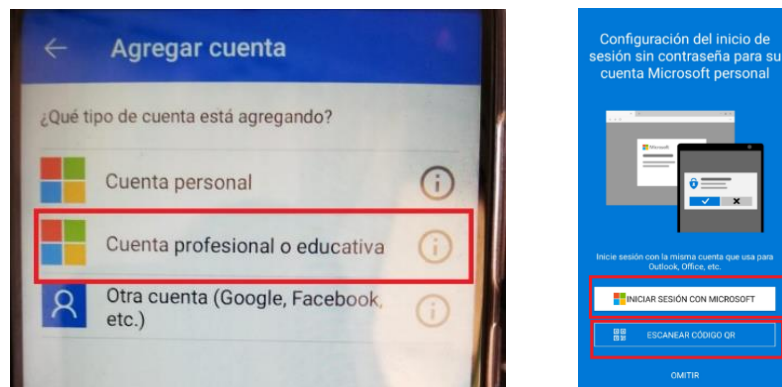 Agregar cuenta
¿Qué tipo de cuenta está agregando?
Cuenta personal
Cuenta profesional o educativa
Otra cuenta (Google, Facebook,
etc.)
Configuración del inicio de
sesión sin contraseña para su
cuenta Microsoft personal
Microsoft
Inicie sesión con la misma cuenta que usa para
Outlook, Office, etc.
INICIAR SESIÓN CON MICROSOFT
ESCANEAR CÓDIGO QR
OMITIR